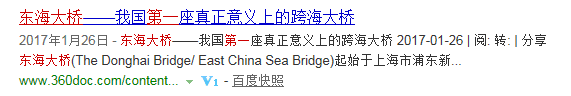 东海大桥——我国第一座真正意义上的跨海大桥
2017年1月26日 - 东海大桥——我国第一座真正意义上的跨海大桥 2017-01-26 | 阅: 转: | 分享
东海大桥(The Donghai Bridge/ East China Sea Bridge)起始于上海市浦东新...
www.360doc.com/content... V1 - 百度快照